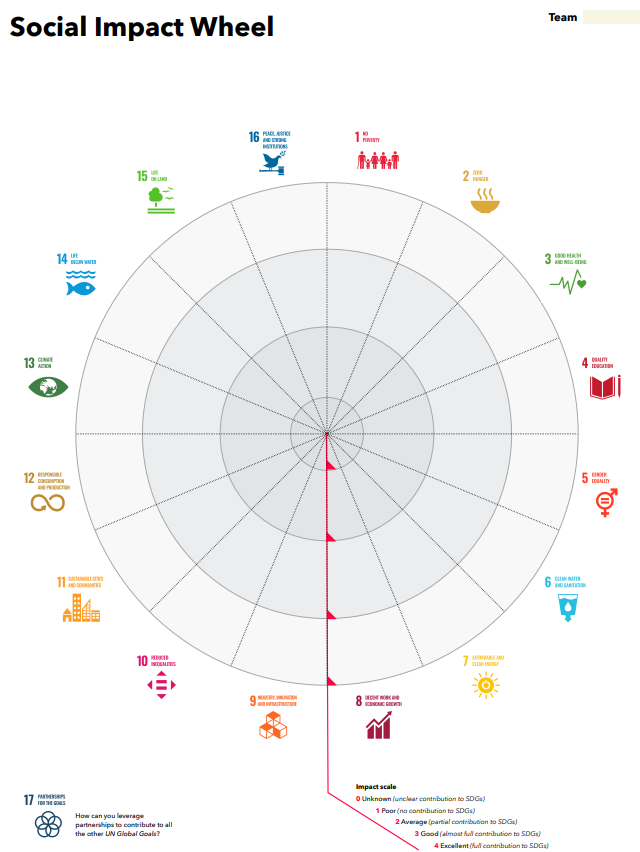 Social Impact Wheel
Team
16 PEACE, JUSTICE
AND STRONG
INSTITUTIONS
1 NO
POVERTY
15 LIFE
ON LAND
2 ZERO
HUNGER
14 LIFE
BELOW WATER
3 GOOD HEALTH
AND WELL-BEING
13 CLIMATE
ACTION
4 QUALITY
EDUCATION
12 RESPONSIBLE
CONSUMPTION
AND PRODUCTION
5 GENDER
EQUALITY
11 SUSTAINABLE CITIES
AND COMMUNITIES
6 CLEAN WATER
AND SANITATION
10 REDUCED
INEQUALITIES
7 AFFORDABLE AND
CLEAN ENERGY
9 INDUSTRY, INNOVATION
AND INFRASTRUCTURE
8 DECENT WORK AND
ECONOMIC GROWTH
17 PARTNERSHIPS
FOR THE GOALS
How can you leverage
partnerships to contribute to all
the other UN Global Goals?
Impact scale
0 Unknown (unclear contribution to SDGs)
1 Poor (no contribution to SDGs)
2 Average (partial contribution to SDGs)
3 Good (almost full contribution to SDGs)
4 Excellent (full contribution to SDGs)